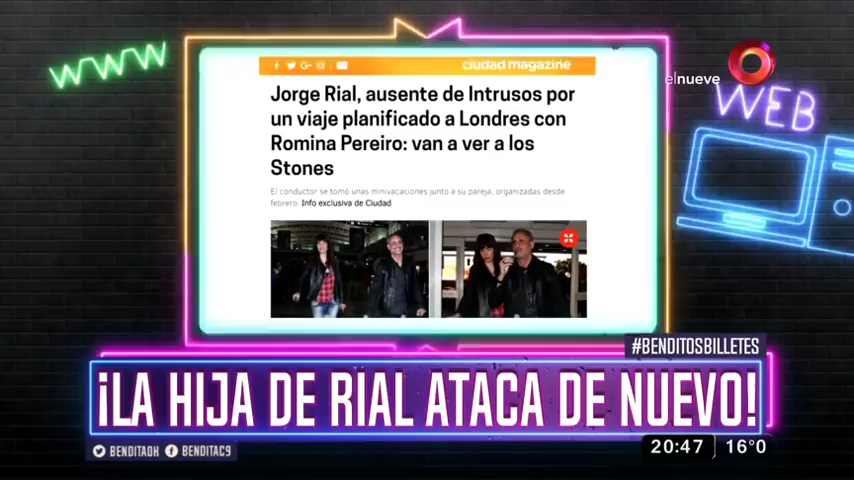 WWW
elnueve
WEB
ciudad magazine
Jorge Rial, ausente de Intrusos por
un viaje planificado a Londres con
Romina Pereiro: van a ver a los
Stones
El conductor se tomó unas minivacaciones junto a su pareja, organizadas desde
febrero. Info exclusiva de Ciudad
#BENDITOSBILLETES
¡LA HIJA DE RIAL ATACA DE NUEVO!
BENDITAOK BENDITAC9
20:47 16°0